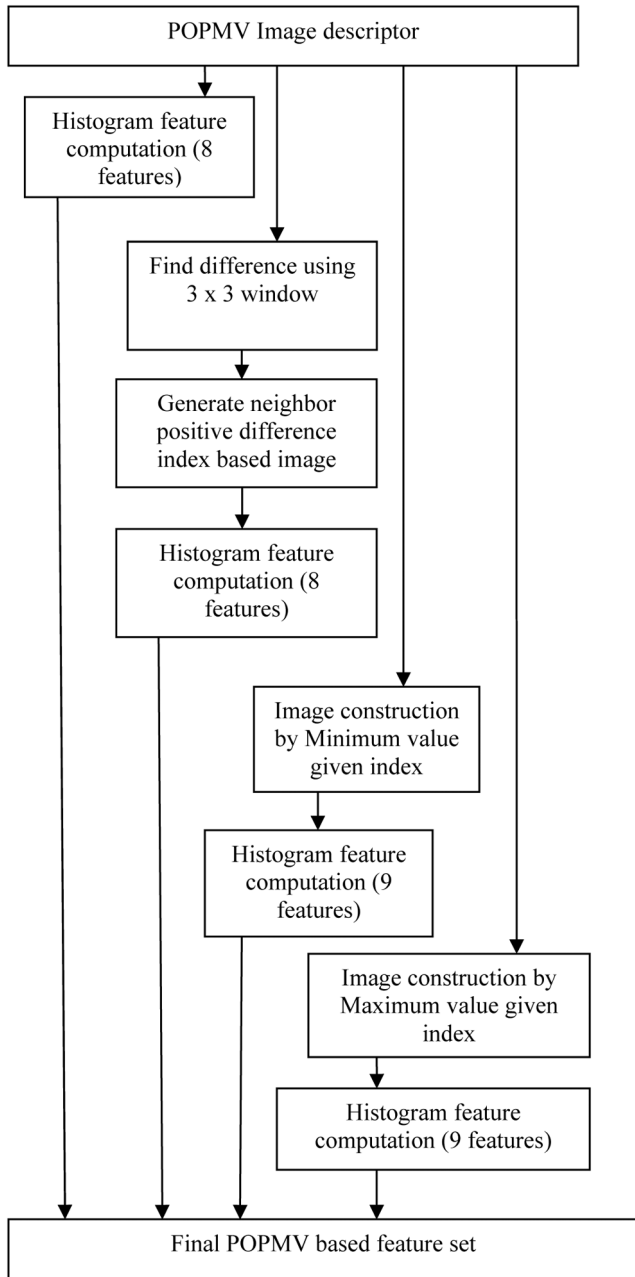 POPMV Image descriptor
Histogram feature
computation (8
features)
Find difference using
3 x 3 window
Generate neighbor
positive difference
index based image
Histogram feature
computation (8
features)
Image construction
by Minimum value
given index
Histogram feature
computation (9
features)
Image construction by
Maximum value given
index
Histogram feature
computation (9 features)
Final POPMV based feature set